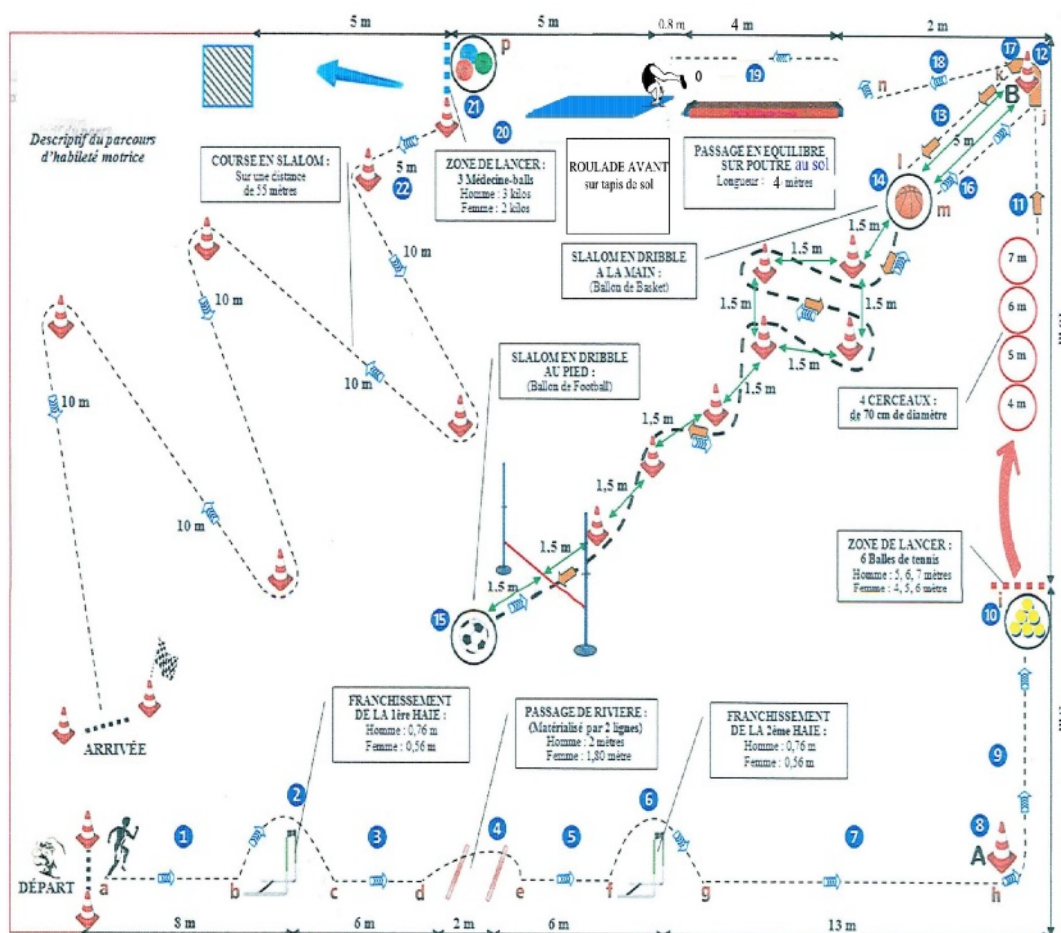 5 m
5 m
0.8 m
4 m
2 m
p
21
20
o
19
18
17
12
n
k
B
j
13
5 m
16
11
l
14
m
Descriptif du parcours
d'habileté motrice
COURSE EN SLALOM :
Sur une distance
de 55 mètres
5 m
22
ZONE DE LANCER :
3 Médecine-balls
Homme : 3 kilos
Femme : 2 kilos
ROULADE AVANT
sur tapis de sol
PASSAGE EN EQUILIBRE
SUR POUTRE au sol
Longueur : 4 mètres
SLALOM EN DRIBBLE
A LA MAIN :
(Ballon de Basket)
1.5 m
1.5 m
1.5 m
1.5 m
1.5 m
1.5 m
1,5 m
1,5 m
1.5 m
1.5 m
7 m
6 m
5 m
4 m
10 m
10 m
10 m
10 m
10 m
SLALOM EN DRIBBLE
AU PIED :
(Ballon de Football)
4 CERCEAUX :
de 70 cm de diamètre
ZONE DE LANCER :
6 Balles de tennis
Homme : 5, 6, 7 mètres
Femme : 4, 5, 6 mètre
i
10
15
9
ARRIVÉE
FRANCHISSEMENT
DE LA 1ère HAIE :
Homme : 0,76 m
Femme : 0,56 m
PASSAGE DE RIVIERE :
(Matérialisé par 2 lignes)
Homme : 2 mètres
Femme : 1,80 mètre
FRANCHISSEMENT
DE LA 2ème HAIE :
Homme : 0,76 m
Femme : 0,56 m
1
2
3
4
5
6
7
8
A
DÉPART
a
b
c
d
e
f
g
h
8 m
6 m
2 m
6 m
13 m